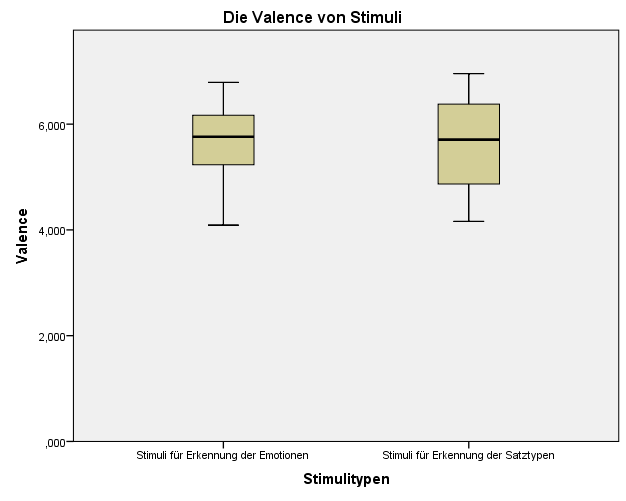 Die Valence von Stimuli
Valence
6,000
4,000
2,000
,000
Stimuli für Erkennung der Emotionen
Stimuli für Erkennung der Satztypen
Stimulitypen